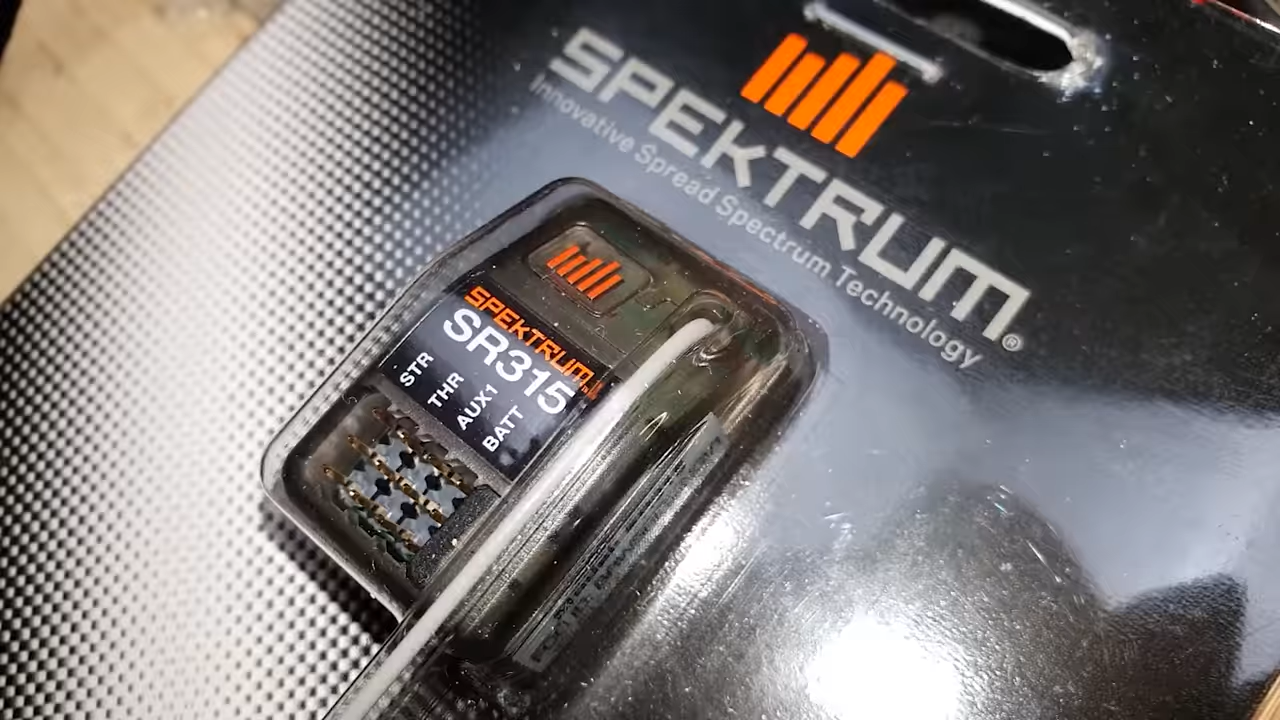 SPEKTRUM®
Innovative Spread Spectrum Technology
SPEKTRUM
SR315
STR
THR
AUX1
BATT